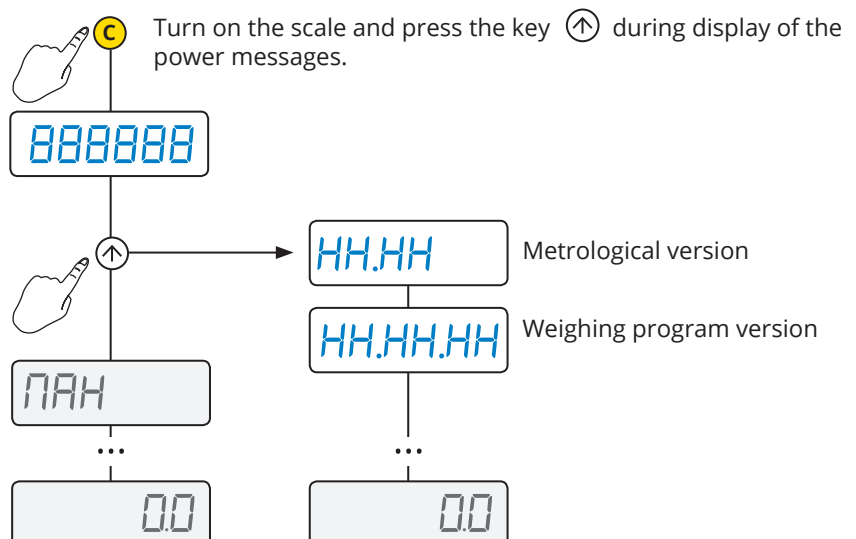 C Turn on the scale and press the key during display of the
power messages.
888888
HH.HH Metrological version
HH.HH.HH Weighing program version
ПAH
... ...
0.0 0.0